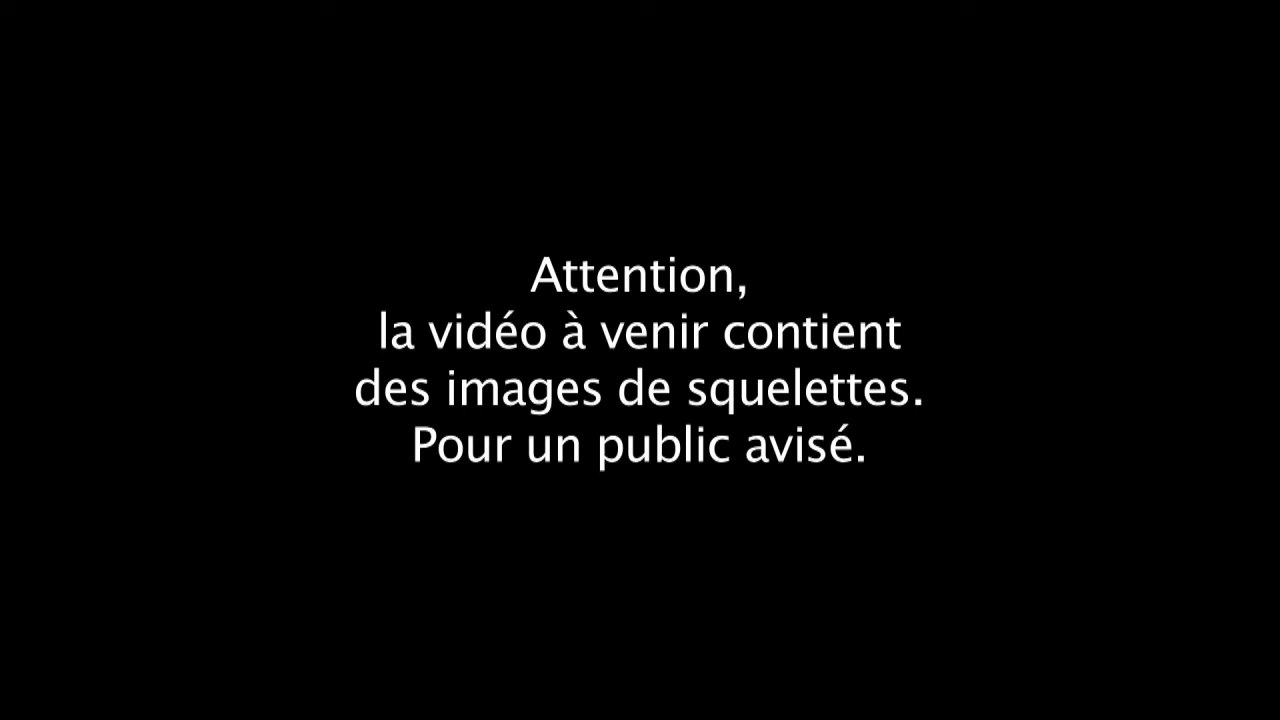 Attention,
la vidéo à venir contient
des images de squelettes.
Pour un public avisé.